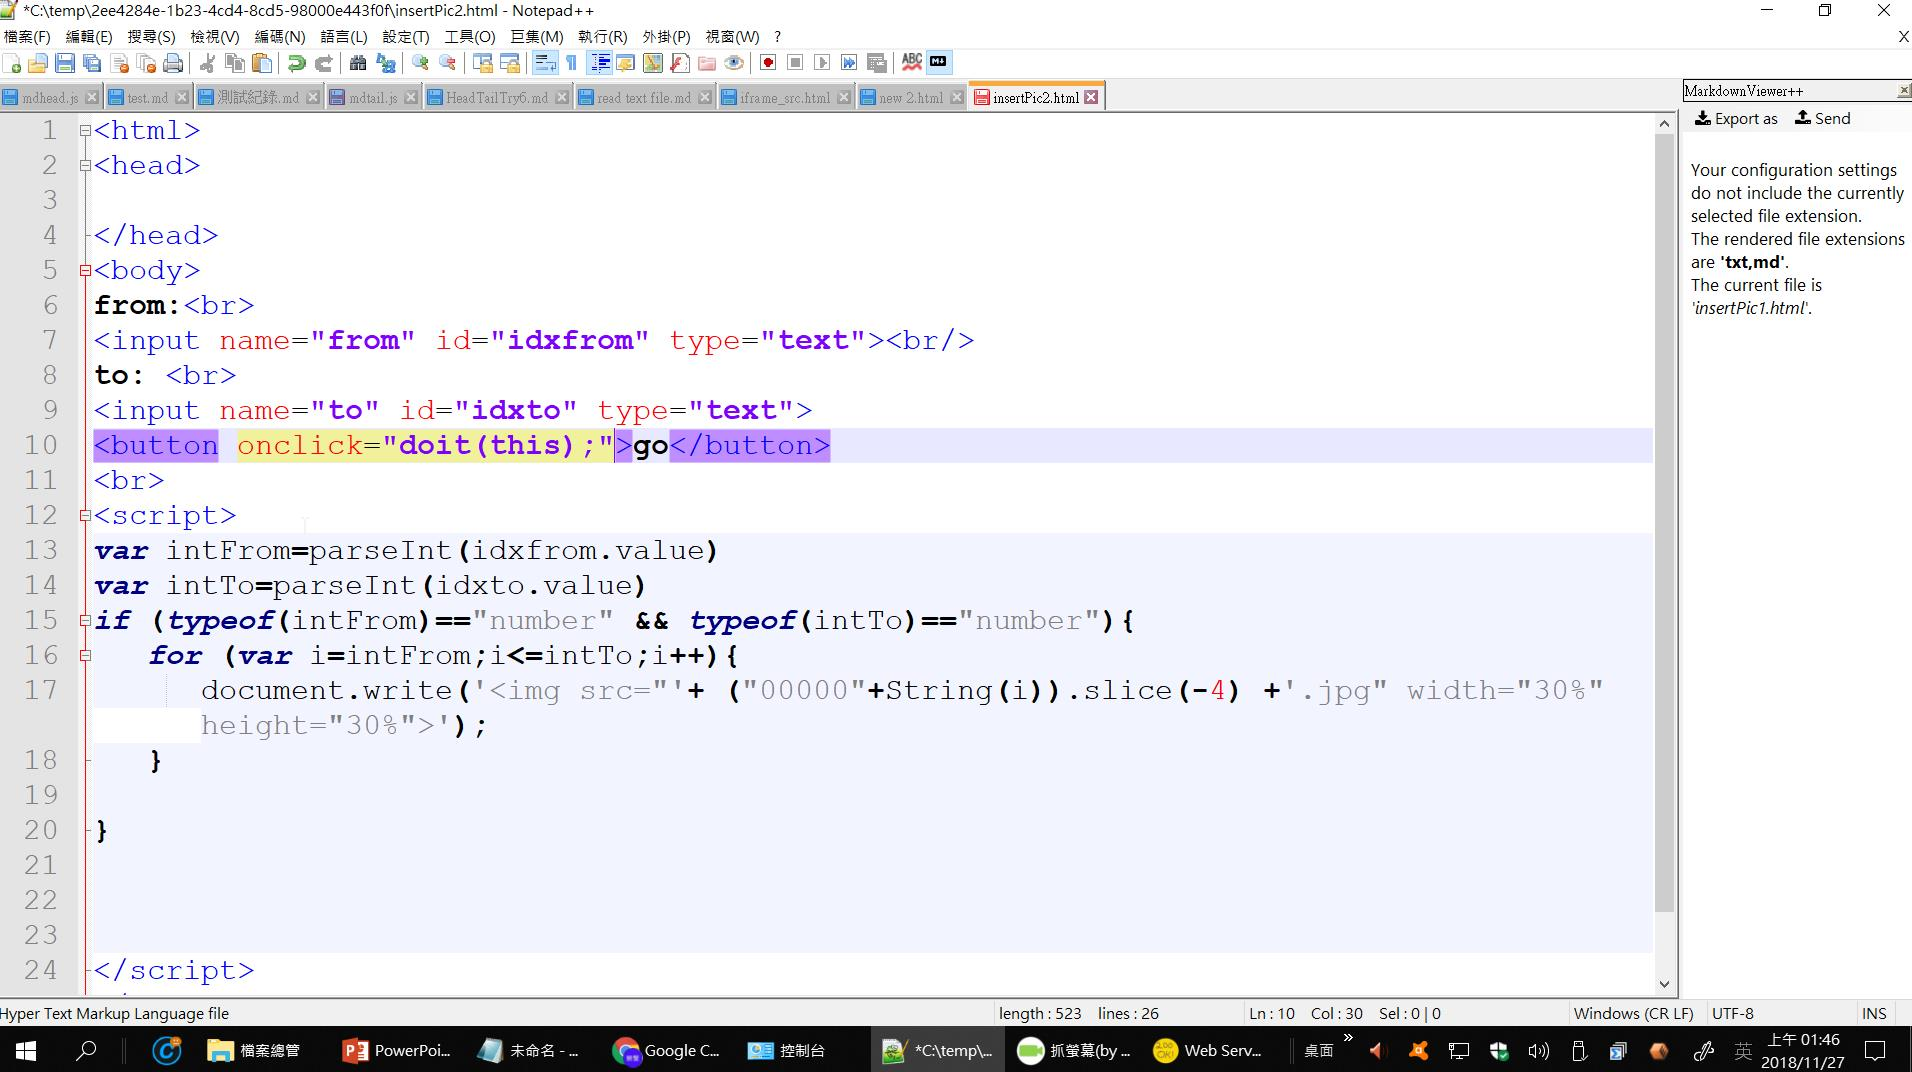 *C:\temp\2ee4284e-1b23-4cd4-8cd5-98000e443f0f\insertPic2.html - Notepad++
檔案(F) 編輯(E) 搜尋(S) 檢視(V) 編碼(N) 語言(L) 設定(T) 工具(O) 巨集(M) 執行(R) 外掛(P) 視窗(W) ? X
mdhead.js test.md 測試紀錄.md mdtail.js HeadTailTry6.md read text file.md iframe_src.html new 2.html insertPic2.html
1 <html>
2 <head>
3
4 </head>
5 <body>
6 from:<br>
7 <input name="from" id="idxfrom" type="text"><br/>
8 to: <br>
9 <input name="to" id="idxto" type="text">
10 <button onclick="doit(this);">go</button>
11 <br>
12 <script>
13 var intFrom=parseInt(idxfrom.value)
14 var intTo=parseInt(idxto.value)
15 if (typeof(intFrom)=="number" && typeof(intTo)=="number"){
16 for (var i=intFrom;i<=intTo;i++){
17 document.write('<img src="'+ ("00000"+String(i)).slice(-4) +'.jpg" width="30%"
height="30%">');
18 }
19
20 }
21
22
23
24 </script>
MarkdownViewer++
Export as Send
Your configuration settings
do not include the currently
selected file extension.
The rendered file extensions
are 'txt,md'.
The current file is
'insertPic1.html'.
Hyper Text Markup Language file length : 523 lines : 26 Ln : 10 Col : 30 Sel : 0 | 0 Windows (CR LF) UTF-8 INS
檔案總管 PowerPoi... 未命名 - ... Google C... 控制台 *C:\temp\... 抓螢幕(by ... Web Serv... 桌面 » 英 上午 01:46
2018/11/27